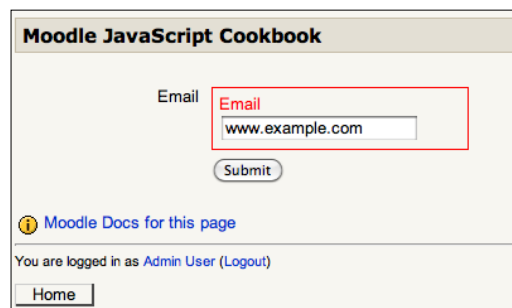 Moodle JavaScript Cookbook
Email
Email
www.example.com
Submit
Moodle Docs for this page
You are logged in as Admin User (Logout)
Home